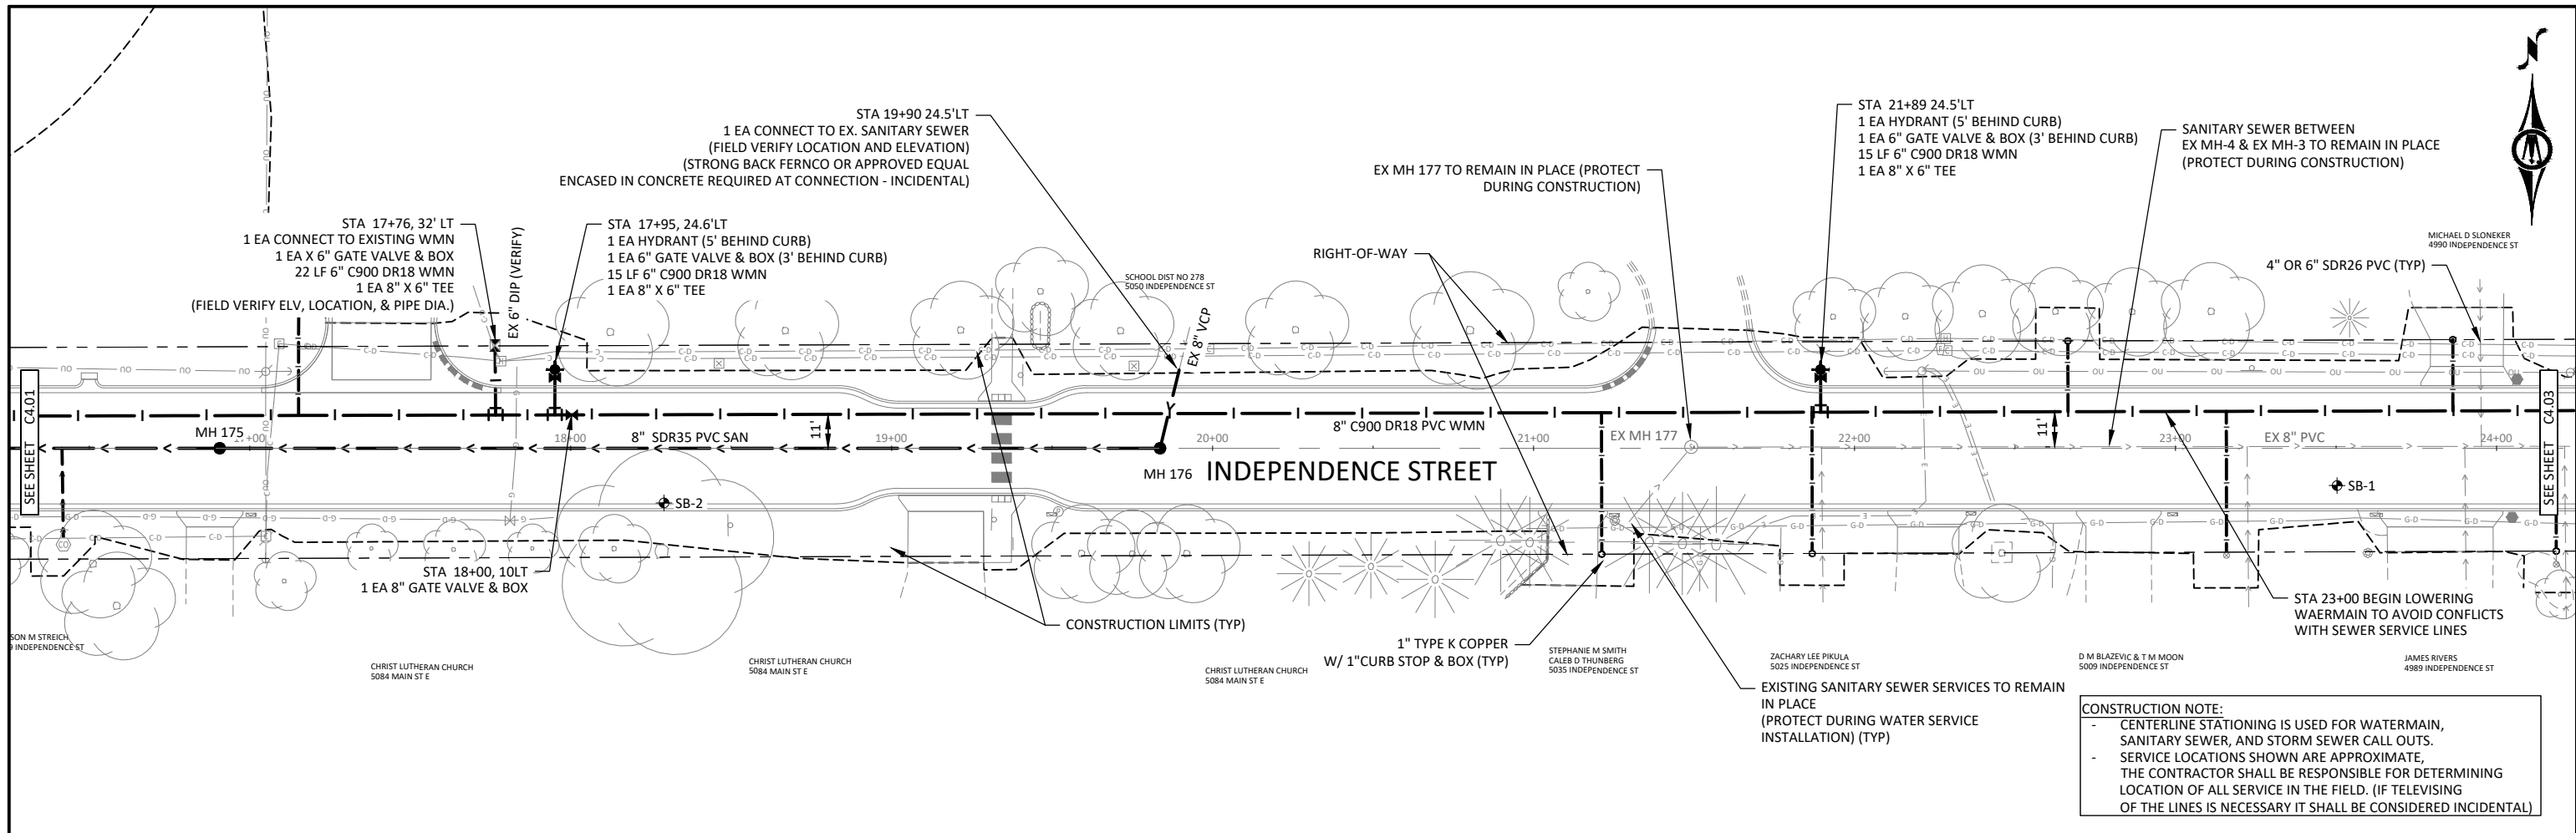 STA 19+90 24.5'LT
1 EA CONNECT TO EX. SANITARY SEWER
(FIELD VERIFY LOCATION AND ELEVATION)
(STRONG BACK FERNCO OR APPROVED EQUAL
ENCASED IN CONCRETE REQUIRED AT CONNECTION - INCIDENTAL)
STA 21+89 24.5'LT
1 EA HYDRANT (5' BEHIND CURB)
1 EA 6" GATE VALVE & BOX (3' BEHIND CURB)
15 LF 6" C900 DR18 WMN
1 EA 8" X 6" TEE
SANITARY SEWER BETWEEN
EX MH-4 & EX MH-3 TO REMAIN IN PLACE
(PROTECT DURING CONSTRUCTION)
N
EX MH 177 TO REMAIN IN PLACE (PROTECT
DURING CONSTRUCTION)
STA 17+76, 32' LT
1 EA CONNECT TO EXISTING WMN
1 EA X 6" GATE VALVE & BOX
22 LF 6" C900 DR18 WMN
1 EA 8" X 6" TEE
(FIELD VERIFY ELV, LOCATION, & PIPE DIA.)
EX 6" DIP (VERIFY)
STA 17+95, 24.6'LT
1 EA HYDRANT (5' BEHIND CURB)
1 EA 6" GATE VALVE & BOX (3' BEHIND CURB)
15 LF 6" C900 DR18 WMN
1 EA 8" X 6" TEE
SCHOOL DIST NO 278
5050 INDEPENDENCE ST
EX 8" VCP
RIGHT-OF-WAY
MICHAEL D SLONEKER
4990 INDEPENDENCE ST
4" OR 6" SDR26 PVC (TYP)
SEE SHEET C4.01
MH 175
+00
18+00
8" SDR35 PVC SAN
11'
19+00
MH 176
20+00
INDEPENDENCE STREET
8" C900 DR18 PVC WMN
21+00
EX MH 177
22+00
11'
23+00
EX 8" PVC
24+00
SEE SHEET C4.03
SB-2
SB-1
STA 18+00, 10LT
1 EA 8" GATE VALVE & BOX
CONSTRUCTION LIMITS (TYP)
1" TYPE K COPPER
W/ 1"CURB STOP & BOX (TYP)
STA 23+00 BEGIN LOWERING
WAERMAIN TO AVOID CONFLICTS
WITH SEWER SERVICE LINES
SON M STREICH
9 INDEPENDENCE ST
CHRIST LUTHERAN CHURCH
5084 MAIN ST E
CHRIST LUTHERAN CHURCH
5084 MAIN ST E
CHRIST LUTHERAN CHURCH
5084 MAIN ST E
STEPHANIE M SMITH
CALEB D THUNBERG
5035 INDEPENDENCE ST
ZACHARY LEE PIKULA
5025 INDEPENDENCE ST
D M BLAZEVIC & T M MOON
5009 INDEPENDENCE ST
JAMES RIVERS
4989 INDEPENDENCE ST
EXISTING SANITARY SEWER SERVICES TO REMAIN
IN PLACE
(PROTECT DURING WATER SERVICE
INSTALLATION) (TYP)
CONSTRUCTION NOTE:
- CENTERLINE STATIONING IS USED FOR WATERMAIN,
SANITARY SEWER, AND STORM SEWER CALL OUTS.
- SERVICE LOCATIONS SHOWN ARE APPROXIMATE,
THE CONTRACTOR SHALL BE RESPONSIBLE FOR DETERMINING
LOCATION OF ALL SERVICE IN THE FIELD. (IF TELEVISING
OF THE LINES IS NECESSARY IT SHALL BE CONSIDERED INCIDENTAL)